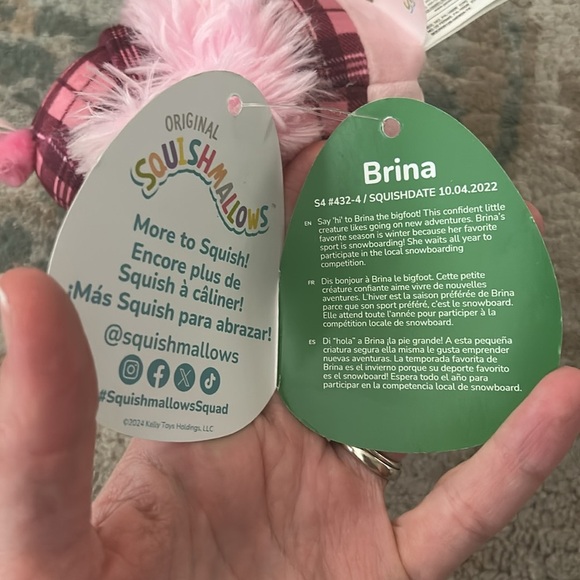 ORIGINAL
SQUISHMALLOWS™
More to Squish!
Encore plus de
Squish à câliner!
¡Más Squish para abrazar!
@squishmallows
#SquishmallowsSquad
©2024 Kelly Toys Holdings, LLC
Brina
S4 #432-4 / SQUISHDATE 10.04.2022
EN Say 'hi' to Brina the bigfoot! This confident little
creature likes going on new adventures. Brina's
favorite season is winter because her favorite
sport is snowboarding! She waits all year to
participate in the local snowboarding
competition.
FR Dis bonjour à Brina le bigfoot. Cette petite
créature confiante aime vivre de nouvelles
aventures. L'hiver est la saison préférée de Brina
parce que son sport préféré, c'est le snowboard.
Elle attend toute l'année pour participer à la
compétition locale de snowboard.
ES Di "hola" a Brina ¡la pie grande! A esta pequeña
criatura segura ella misma le gusta emprender
nuevas aventuras. La temporada favorita de
Brina es el invierno porque su deporte favorito
es el snowboard! Espera todo el año para
participar en la competencia local de snowboard.